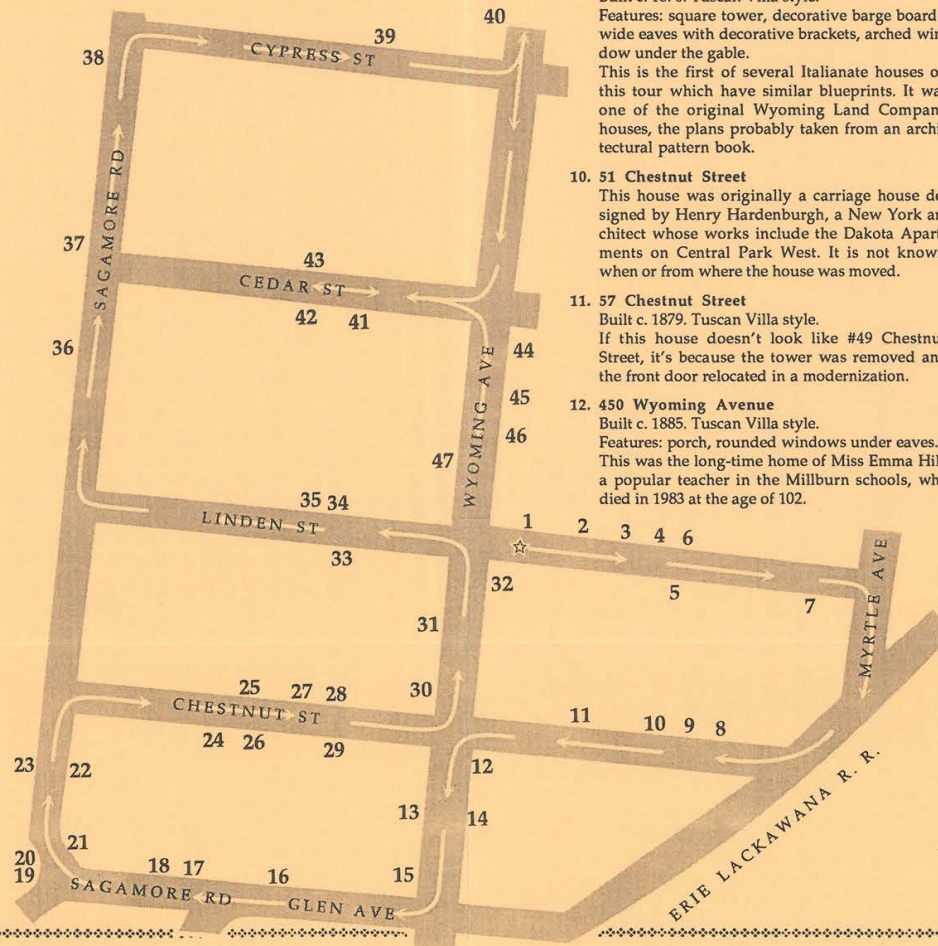 Features: square tower, decorative barge board
wide eaves with decorative brackets, arched win
dow under the gable.
This is the first of several Italianate houses o
this tour which have similar blueprints. It wa
one of the original Wyoming Land Compan
houses, the plans probably taken from an archi
tectural pattern book.
10. 51 Chestnut Street
This house was originally a carriage house de
signed by Henry Hardenburgh, a New York ar
chitect whose works include the Dakota Apart
ments on Central Park West. It is not know
when or from where the house was moved.
11. 57 Chestnut Street
Built c. 1879. Tuscan Villa style.
If this house doesn't look like #49 Chestnu
Street, it's because the tower was removed an
the front door relocated in a modernization.
12. 450 Wyoming Avenue
Built c. 1885. Tuscan Villa style.
Features: porch, rounded windows under eaves.
This was the long-time home of Miss Emma Hil
a popular teacher in the Millburn schools, wh
died in 1983 at the age of 102.
40
39
38
CYPRESS ST
SAGAMORE RD
37
43
CEDAR ST
42
41
36
44
WYOMING AVE
45
46
47
35 34
LINDEN ST
33
1
2
3
4
6
5
7
32
MYRTLE AVE
31
30
25
27
28
CHESTNUT ST
24
26
29
11
10
9
8
12
23
22
13
14
ERIE LACKAWANA R. R.
21
20
19
18
17
16
15
SAGAMORE RD
GLEN AVE